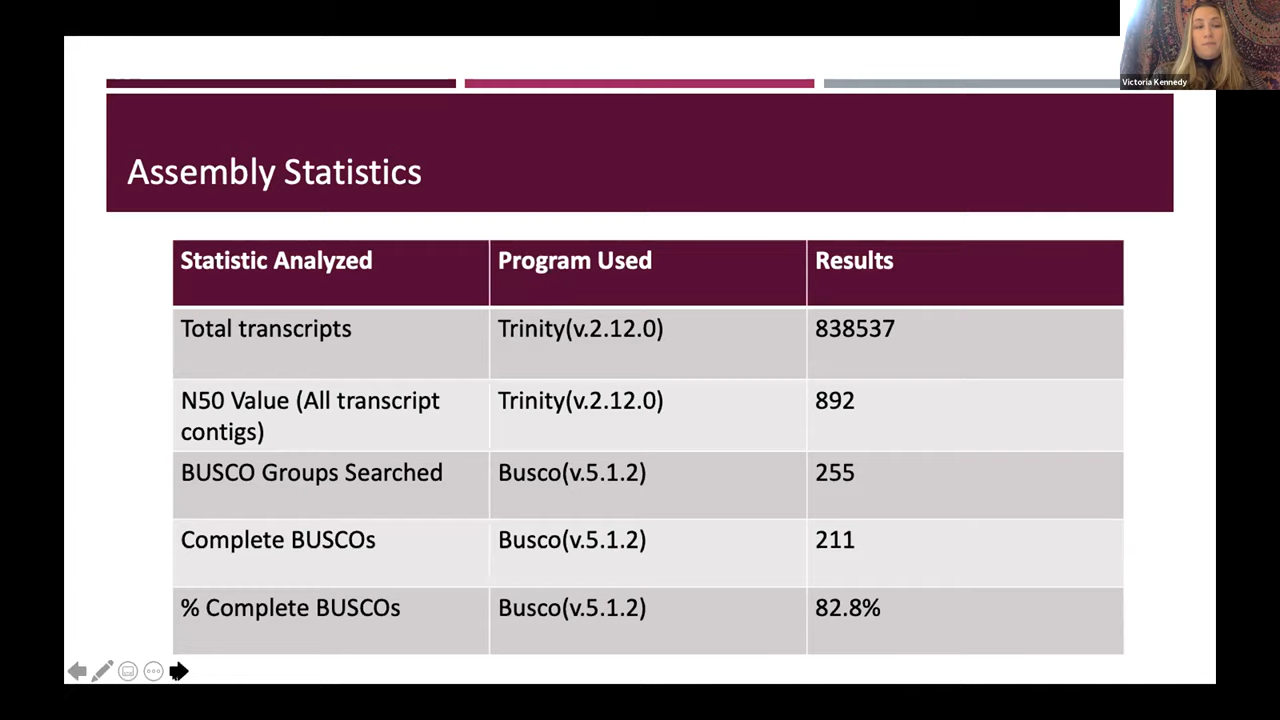 Victoria Kennedy
Assembly Statistics
Statistic Analyzed Program Used Results
Total transcripts Trinity(v.2.12.0) 838537
N50 Value (All transcript Trinity(v.2.12.0) 892
contigs)
BUSCO Groups Searched Busco(v.5.1.2) 255
Complete BUSCOs Busco(v.5.1.2) 211
% Complete BUSCOs Busco(v.5.1.2) 82.8%